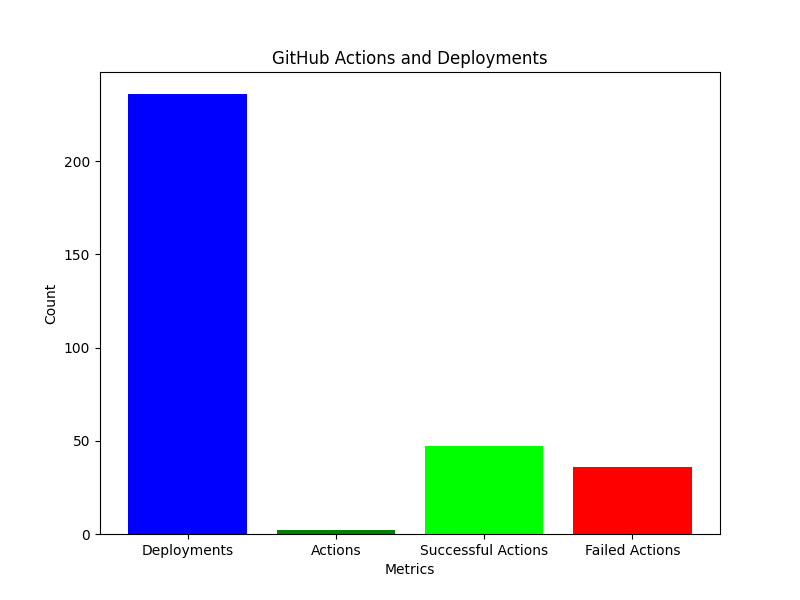 GitHub Actions and Deployments
Count
200
150
100
50
0
Deployments Actions Successful Actions Failed Actions
Metrics